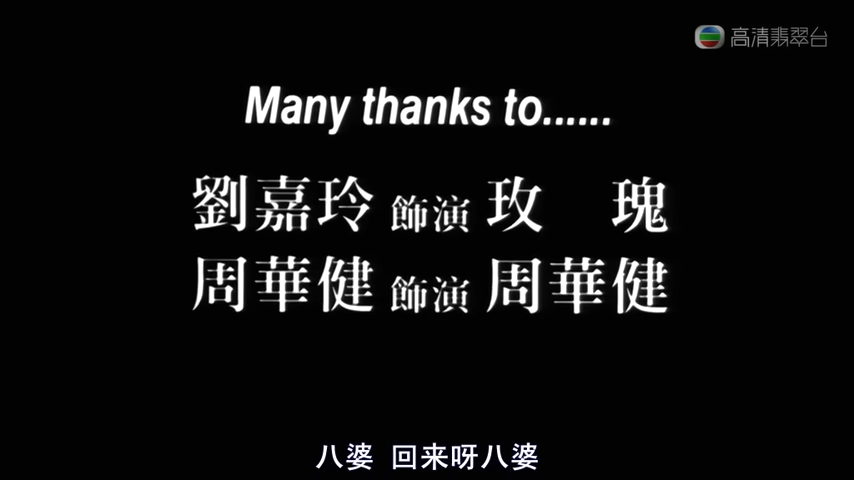 高清翡翠台
Many thanks to......
劉嘉玲 飾演 玫 瑰
周華健 飾演 周華健
八婆 回来呀八婆